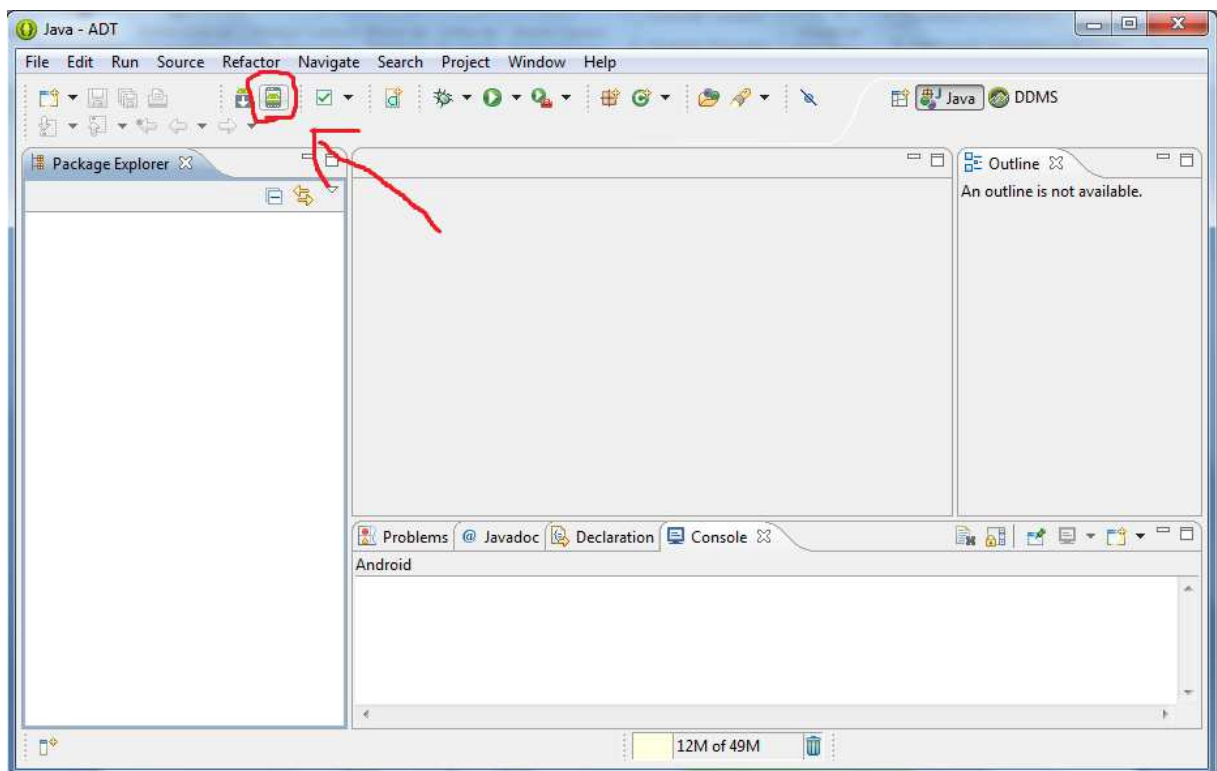 Java - ADT
File Edit Run Source Refactor Navigate Search Project Window Help
Java DDMS
Package Explorer
Outline
An outline is not available.
Problems @ Javadoc Declaration Console
Android
12M of 49M